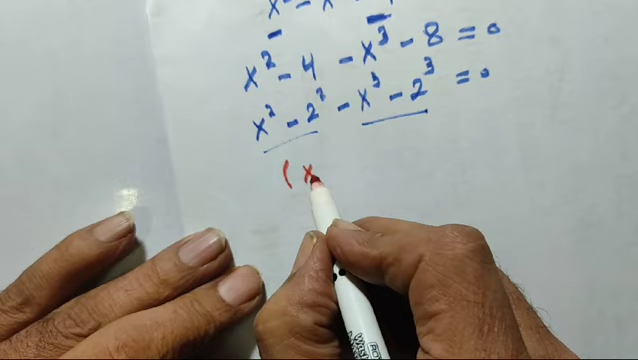 x² - 4 - x³ - 8 = 0
x² - 2² - x³ - 2³ = 0
(x